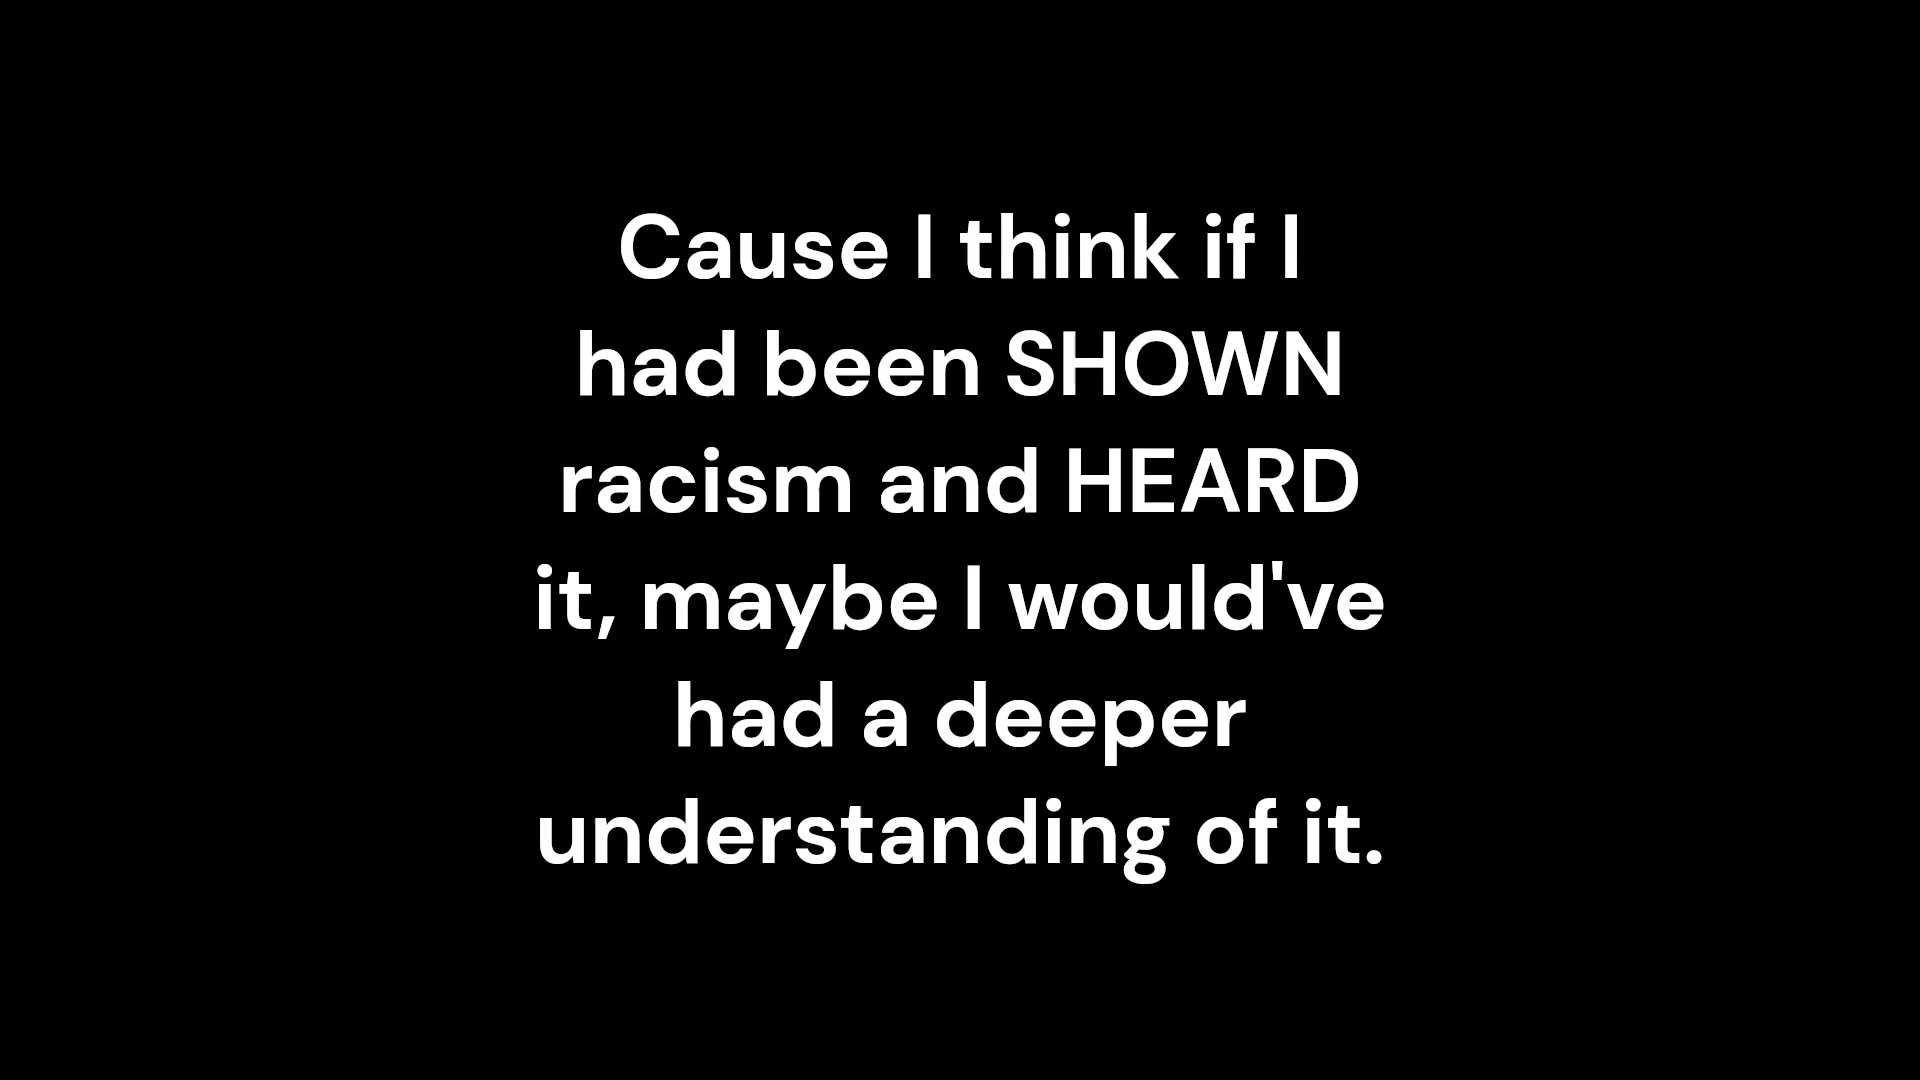 Cause I think if I
had been SHOWN
racism and HEARD
it, maybe I would've
had a deeper
understanding of it.